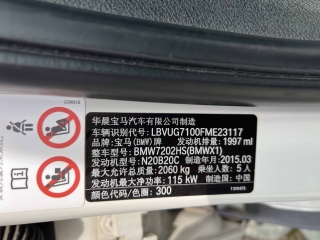 华晨宝马汽车有限公司制造
车辆识别代号: LBVUG7100FME23117
品牌: 宝马(BMW)牌 发动机排量: 1997 ml
整车型号: BMW7202HS(BMWX1)
发动机型号: N20B20C 制造年月: 2015.03
最大允许总质量: 2060 kg 乘坐人数: 5 人
发动机最大净功率: 115 kW 制造国: 中国
颜色代码/色圈: 300